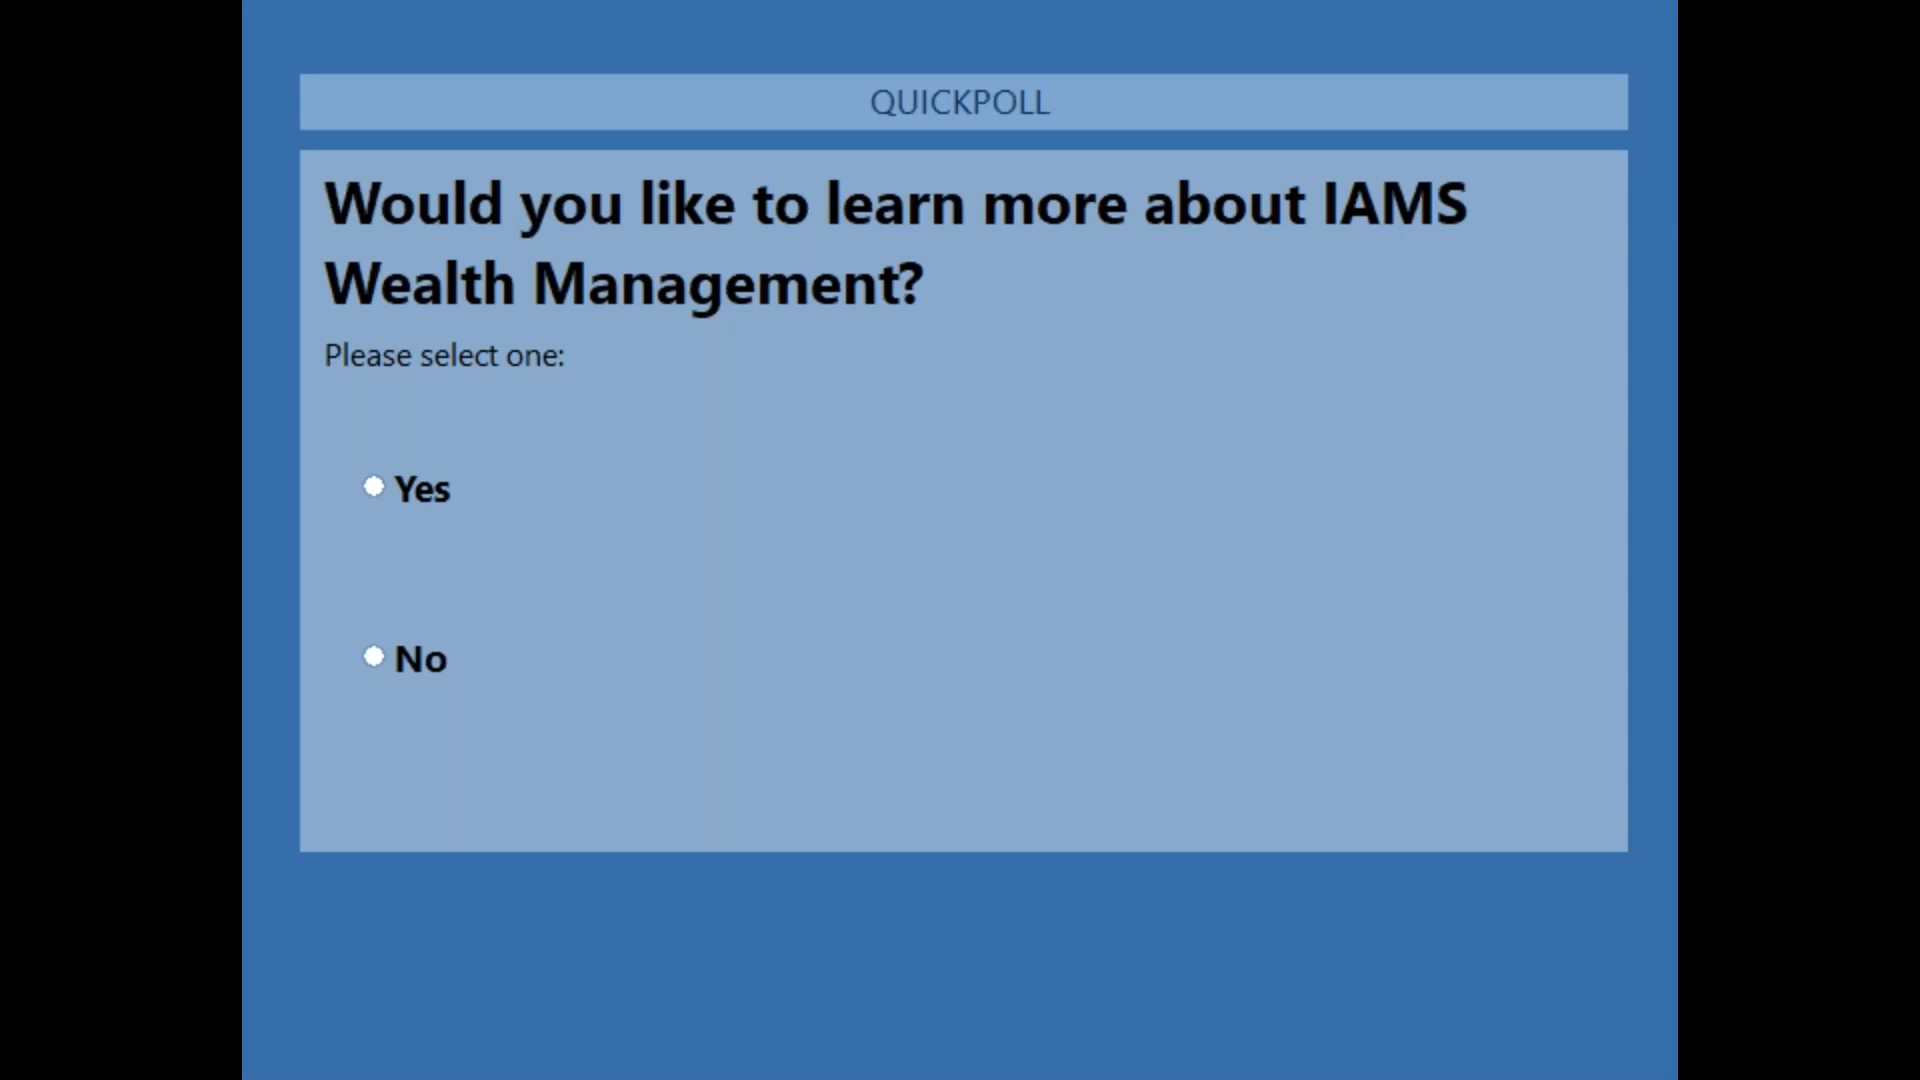 QUICKPOLL
Would you like to learn more about IAMS
Wealth Management?
Please select one:
Yes
No